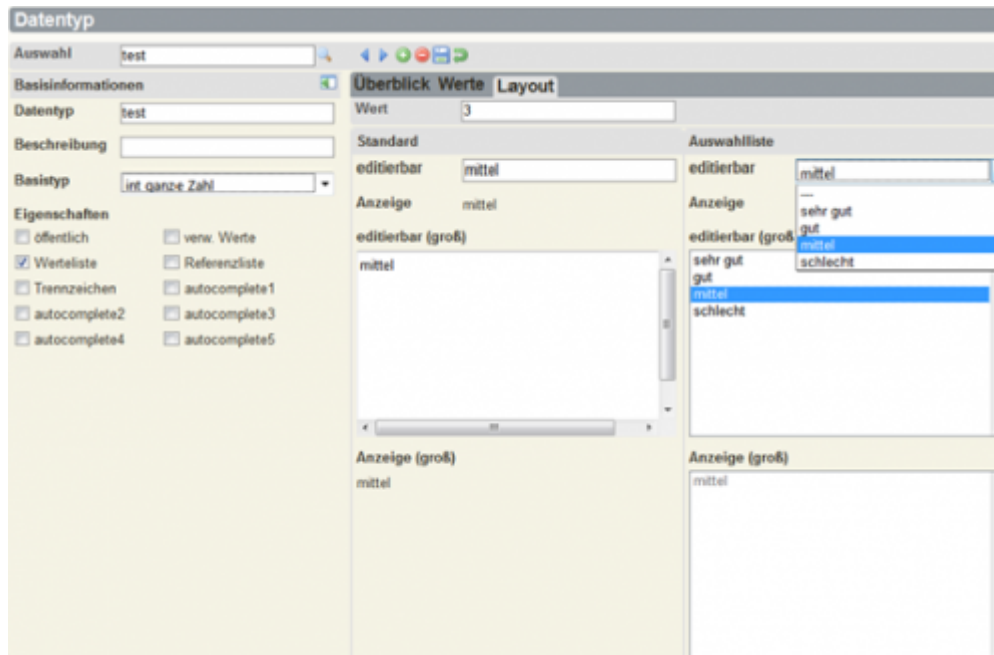 Datentyp
Auswahl test
Basisinformationen
Datentyp test
Beschreibung
Basistyp int ganze Zahl
Eigenschaften
öffentlich verw. Werte
Werteliste Referenzliste
Trennzeichen autocomplete1
autocomplete2 autocomplete3
autocomplete4 autocomplete5
Überblick Werte Layout
Wert 3
Standard
editierbar mittel
Anzeige mittel
editierbar (groß)
mittel
Anzeige (groß)
mittel
Auswahlliste
editierbar mittel
---
sehr gut
gut
mittel
schlecht
Anzeige
editierbar (groß
sehr gut
gut
mittel
schlecht
Anzeige (groß)
mittel